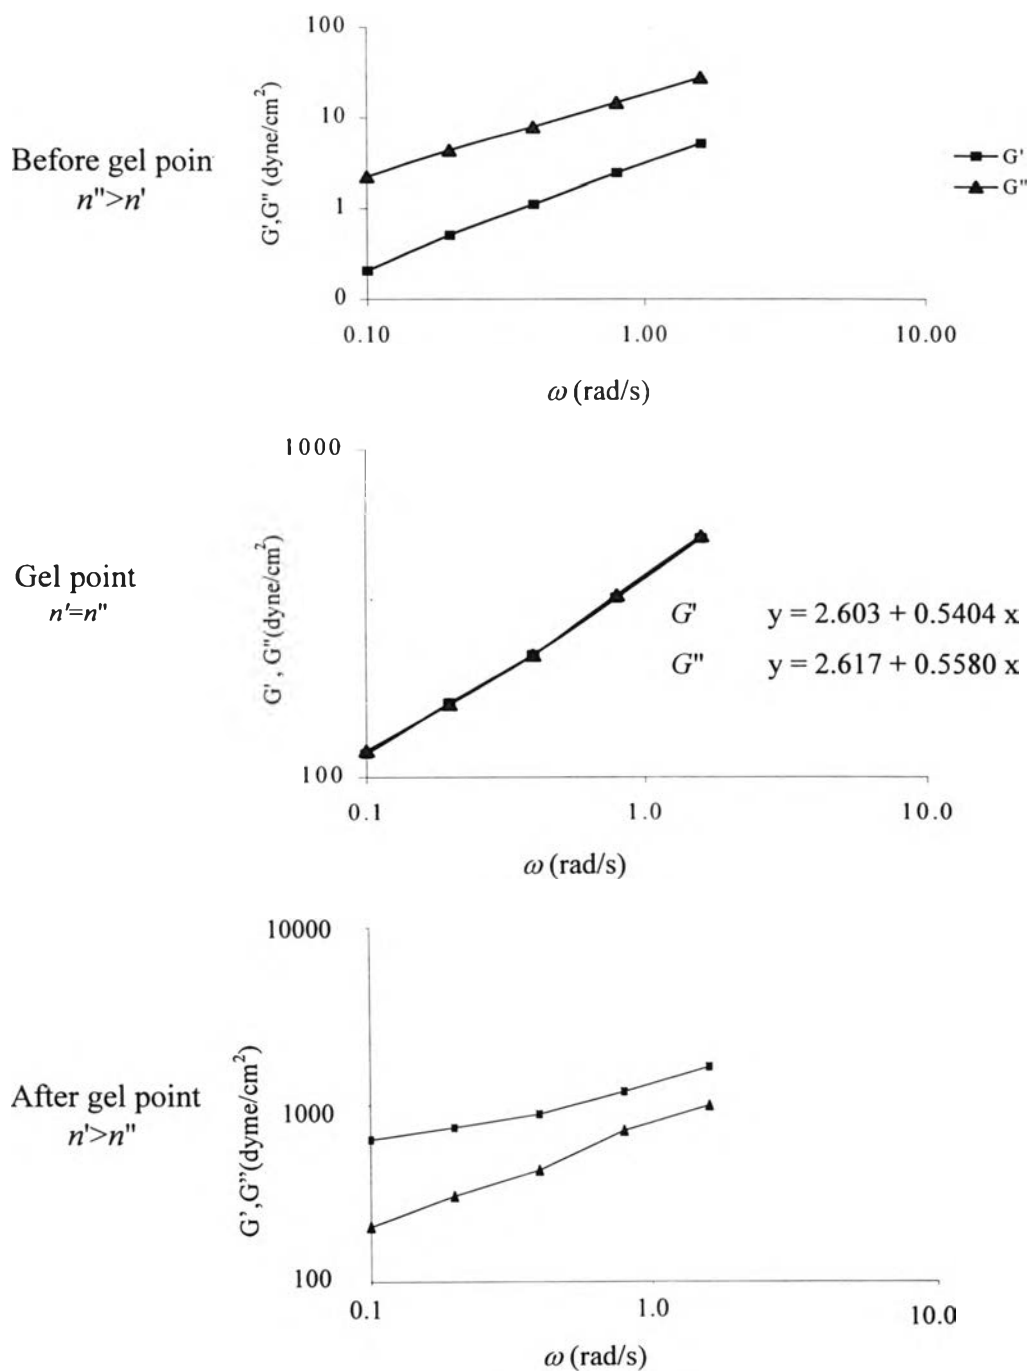 100
10
1
0
G',G'' (dyne/cm²)
Before gel poin
n''>n'
G'
G''
0.10 1.00 10.00
ω (rad/s)
1000
100
G' , G''(dyne/cm²)
Gel point
n'=n''
G' y = 2.603 + 0.5404 x
G'' y = 2.617 + 0.5580 x
0.1 1.0 10.0
ω (rad/s)
10000
1000
100
G',G''(dyme/cm²)
After gel point
n'>n''
0.1 1.0 10.0
ω (rad/s)